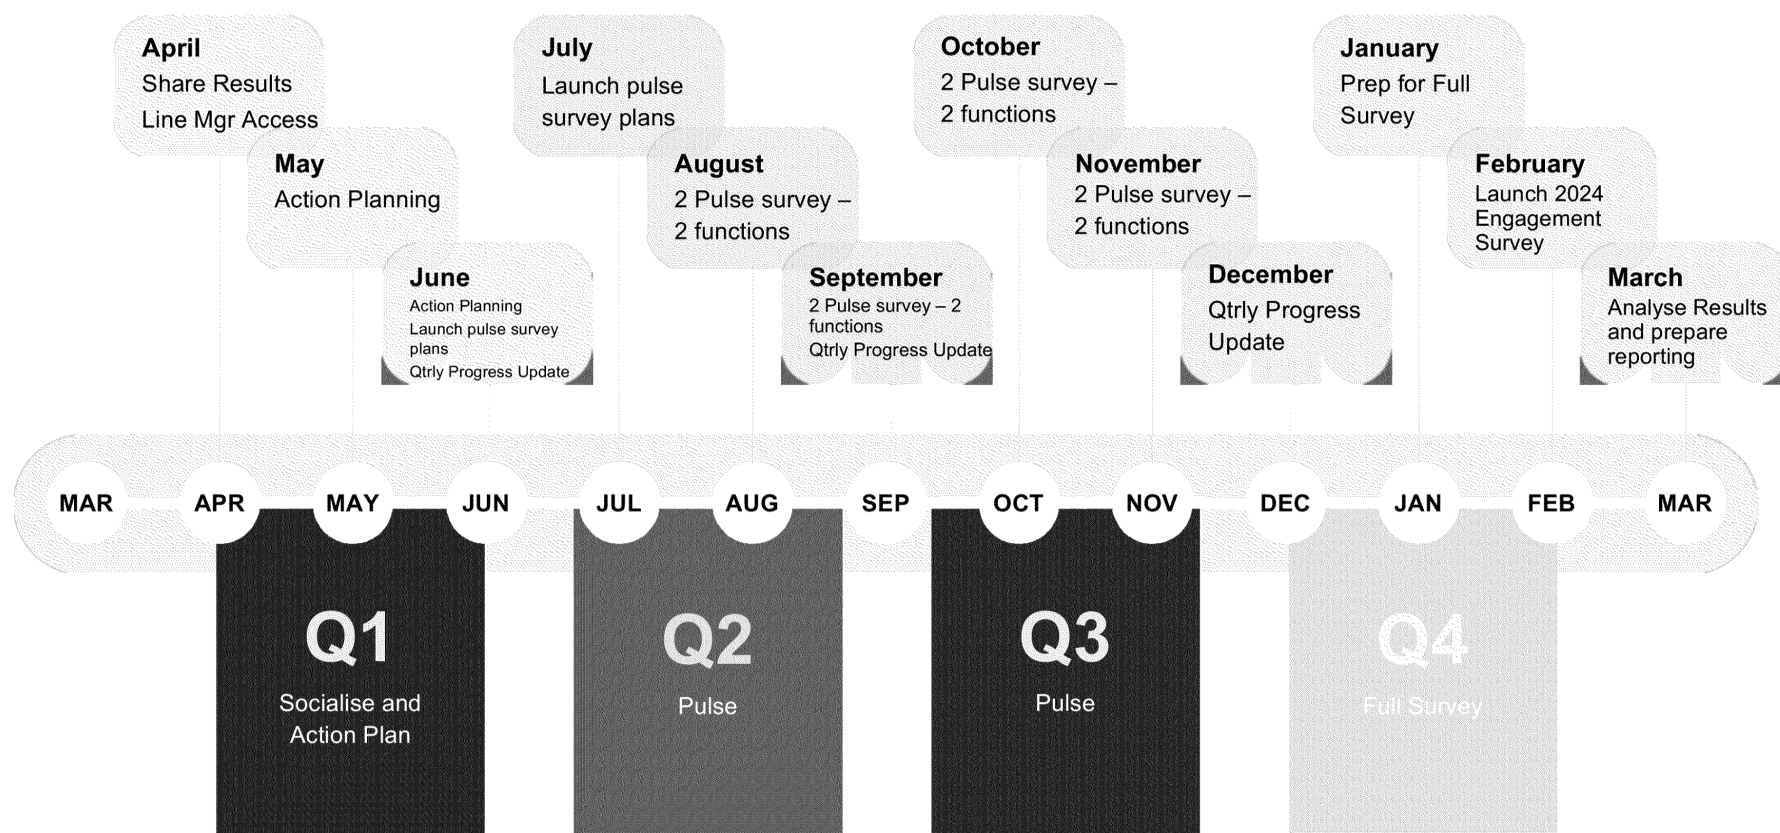 April
Share Results
Line Mgr Access
May
Action Planning
June
Action Planning
Launch pulse survey
plans
Qtrly Progress Update
July
Launch pulse
survey plans
August
2 Pulse survey –
2 functions
September
2 Pulse survey – 2
functions
Qtrly Progress Update
October
2 Pulse survey –
2 functions
November
2 Pulse survey –
2 functions
December
Qtrly Progress
Update
January
Prep for Full
Survey
February
Launch 2024
Engagement
Survey
March
Analyse Results
and prepare
reporting
MAR APR MAY JUN JUL AUG SEP OCT NOV DEC JAN FEB MAR
Q1
Socialise and
Action Plan
Q2
Pulse
Q3
Pulse
Q4
Full Survey